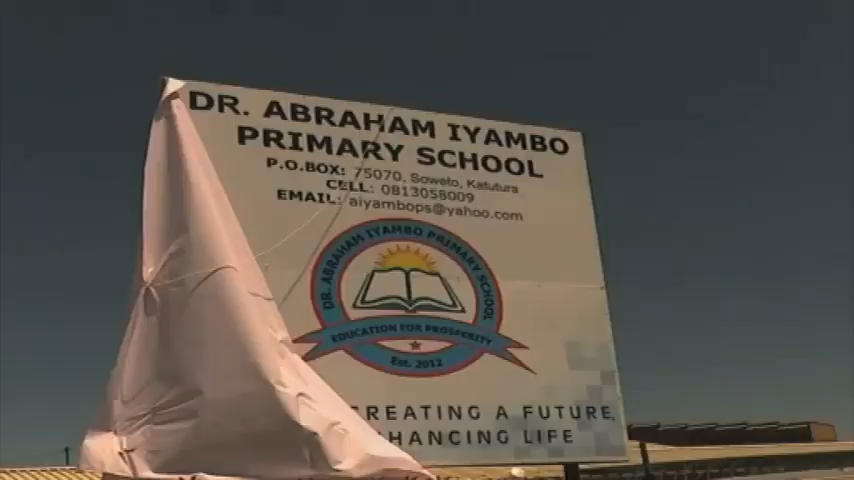 DR. ABRAHAM IYAMBO
PRIMARY SCHOOL
P.O.BOX: 75070, Soweto, Katutura
CELL: 0813058009
EMAIL: aiyambops@yahoo.com
DR. ABRAHAM IYAMBO PRIMARY SCHOOL
EDUCATION FOR PROSPERITY
Est. 2012
REATING A FUTURE,
HANCING LIFE